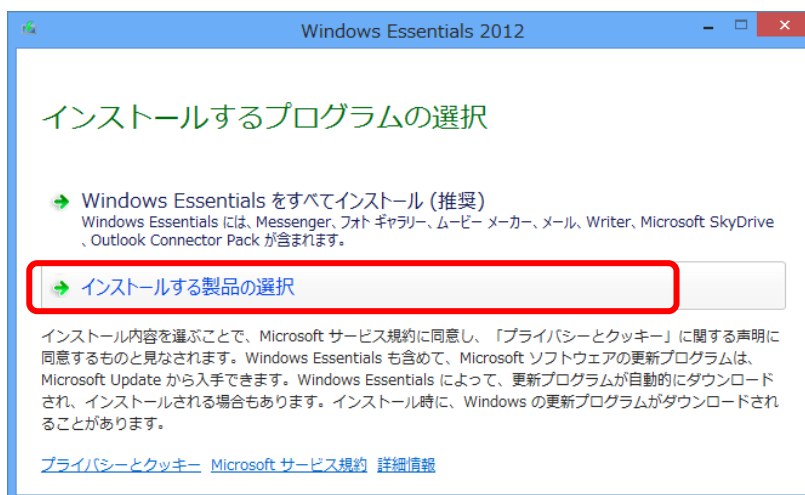 Windows Essentials 2012
インストールするプログラムの選択
Windows Essentials をすべてインストール (推奨)
Windows Essentials には、Messenger、フォト ギャラリー、ムービー メーカー、メール、Writer、Microsoft SkyDrive
、Outlook Connector Pack が含まれます。
インストールする製品の選択
インストール内容を選ぶことで、Microsoft サービス規約に同意し、「プライバシーとクッキー」に関する声明に
同意するものと見なされます。Windows Essentials も含めて、Microsoft ソフトウェアの更新プログラムは、
Microsoft Update から入手できます。Windows Essentials によって、更新プログラムが自動的にダウンロード
され、インストールされる場合もあります。インストール時に、Windows の更新プログラムがダウンロードされ
ることがあります。
プライバシーとクッキー Microsoft サービス規約 詳細情報